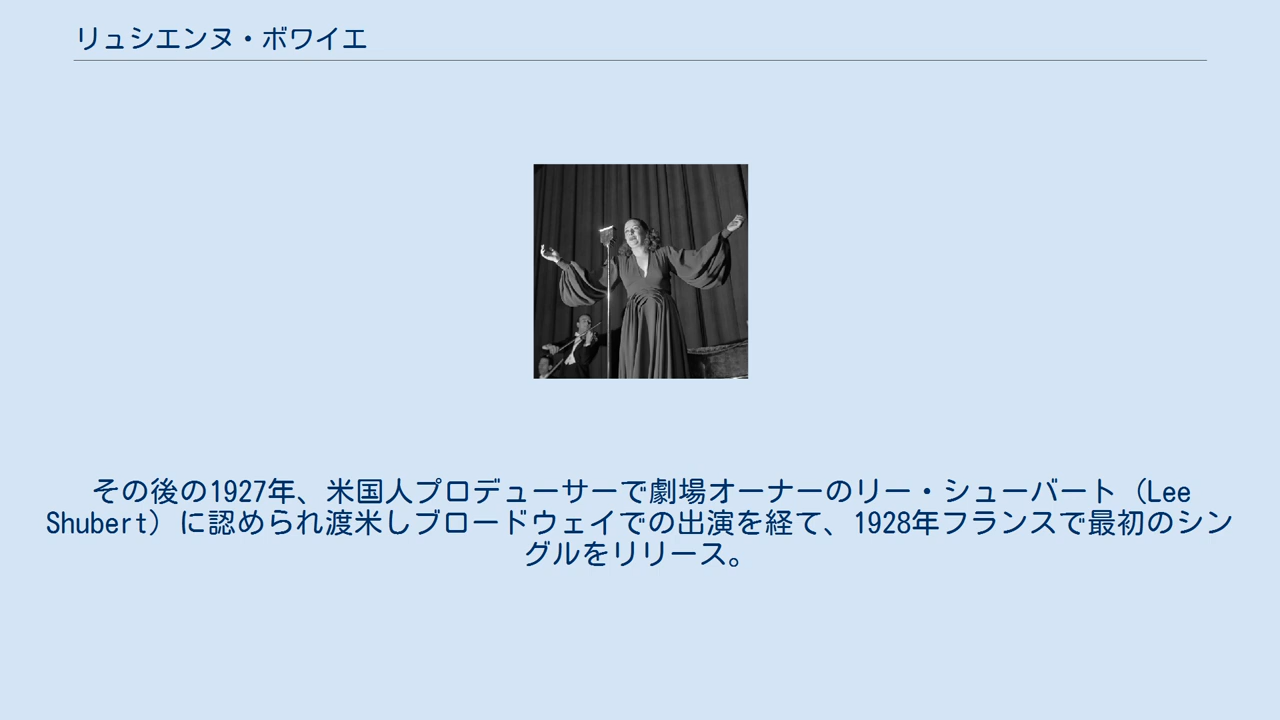 リュシエンヌ・ボワイエ
その後の1927年、米国人プロデューサーで劇場オーナーのリー・シューバート（Lee
Shubert）に認められ渡米しブロードウェイでの出演を経て、1928年フランスで最初のシン
グルをリリース。